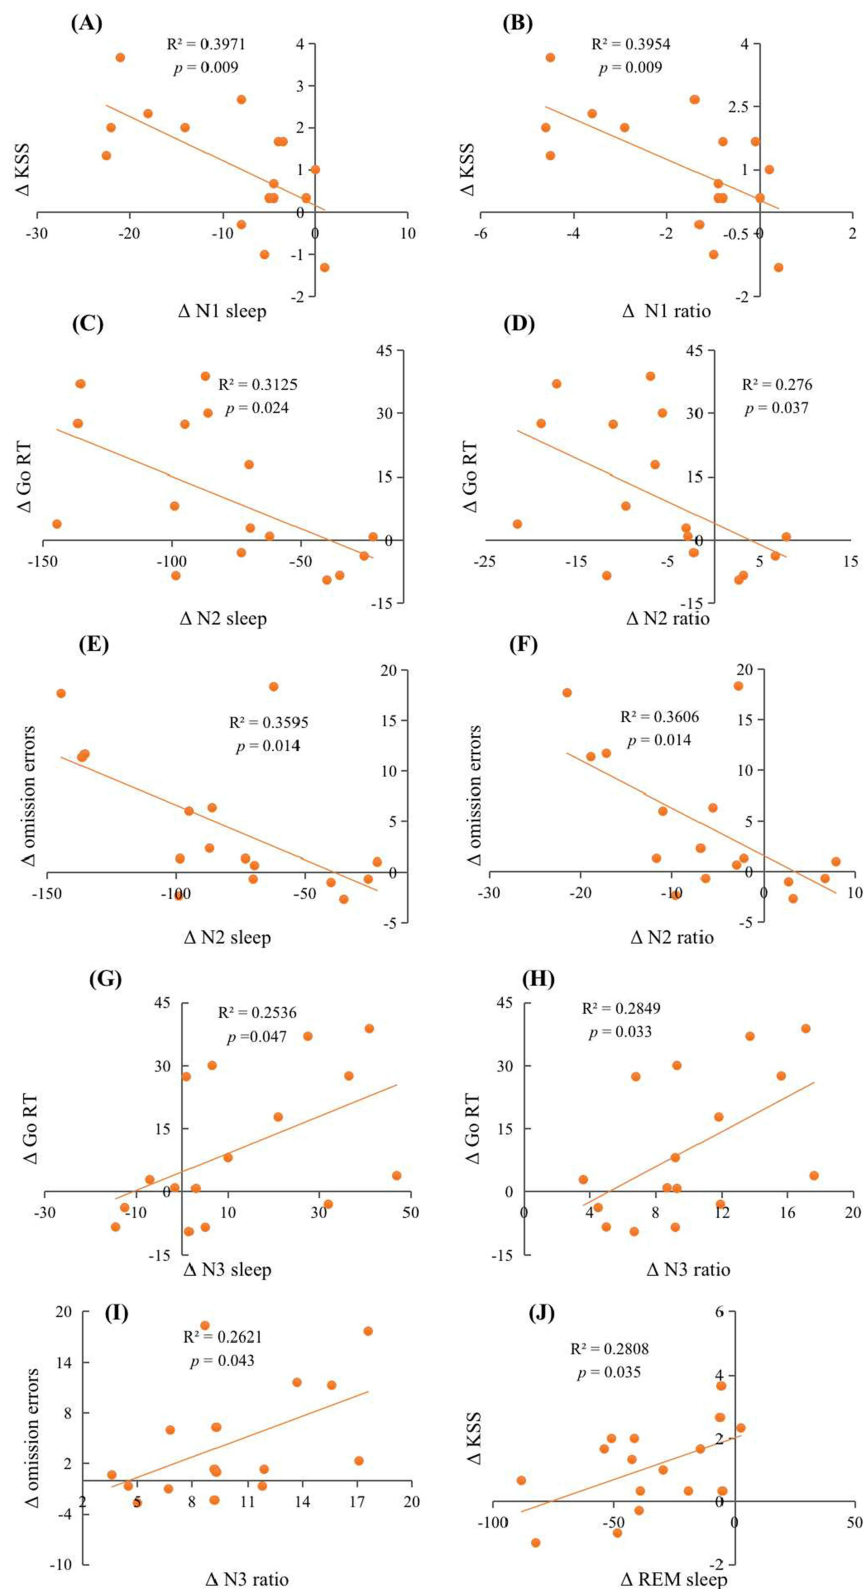 (A)
R² = 0.3971
p = 0.009
4
3
2
1
0
-1
-2
-30
-20
-10
0
10
Δ KSS
Δ N1 sleep
(B)
R² = 0.3954
p = 0.009
4
2.5
1
-0.5
-2
-6
-4
-2
0
2
Δ KSS
Δ N1 ratio
(C)
R² = 0.3125
p = 0.024
45
30
15
0
-15
-150
-100
-50
Δ Go RT
Δ N2 sleep
(D)
R² = 0.276
p = 0.037
45
30
15
0
-15
-25
-15
-5
5
15
Δ Go RT
Δ N2 ratio
(E)
R² = 0.3595
p = 0.014
20
15
10
5
0
-5
-150
-100
-50
Δ omission errors
Δ N2 sleep
(F)
R² = 0.3606
p = 0.014
20
15
10
5
0
-5
-30
-20
-10
0
10
Δ omission errors
Δ N2 ratio
(G)
R² = 0.2536
p =0.047
45
30
15
0
-15
-30
-10
10
30
50
Δ Go RT
Δ N3 sleep
(H)
R² = 0.2849
p = 0.033
45
30
15
0
-15
0
4
8
12
16
20
Δ Go RT
Δ N3 ratio
(I)
R² = 0.2621
p = 0.043
20
14
8
2
-4
-10
2
5
8
11
14
17
20
Δ omission errors
Δ N3 ratio
(J)
R² = 0.2808
p = 0.035
6
4
2
0
-2
-100
-50
0
50
Δ KSS
Δ REM sleep